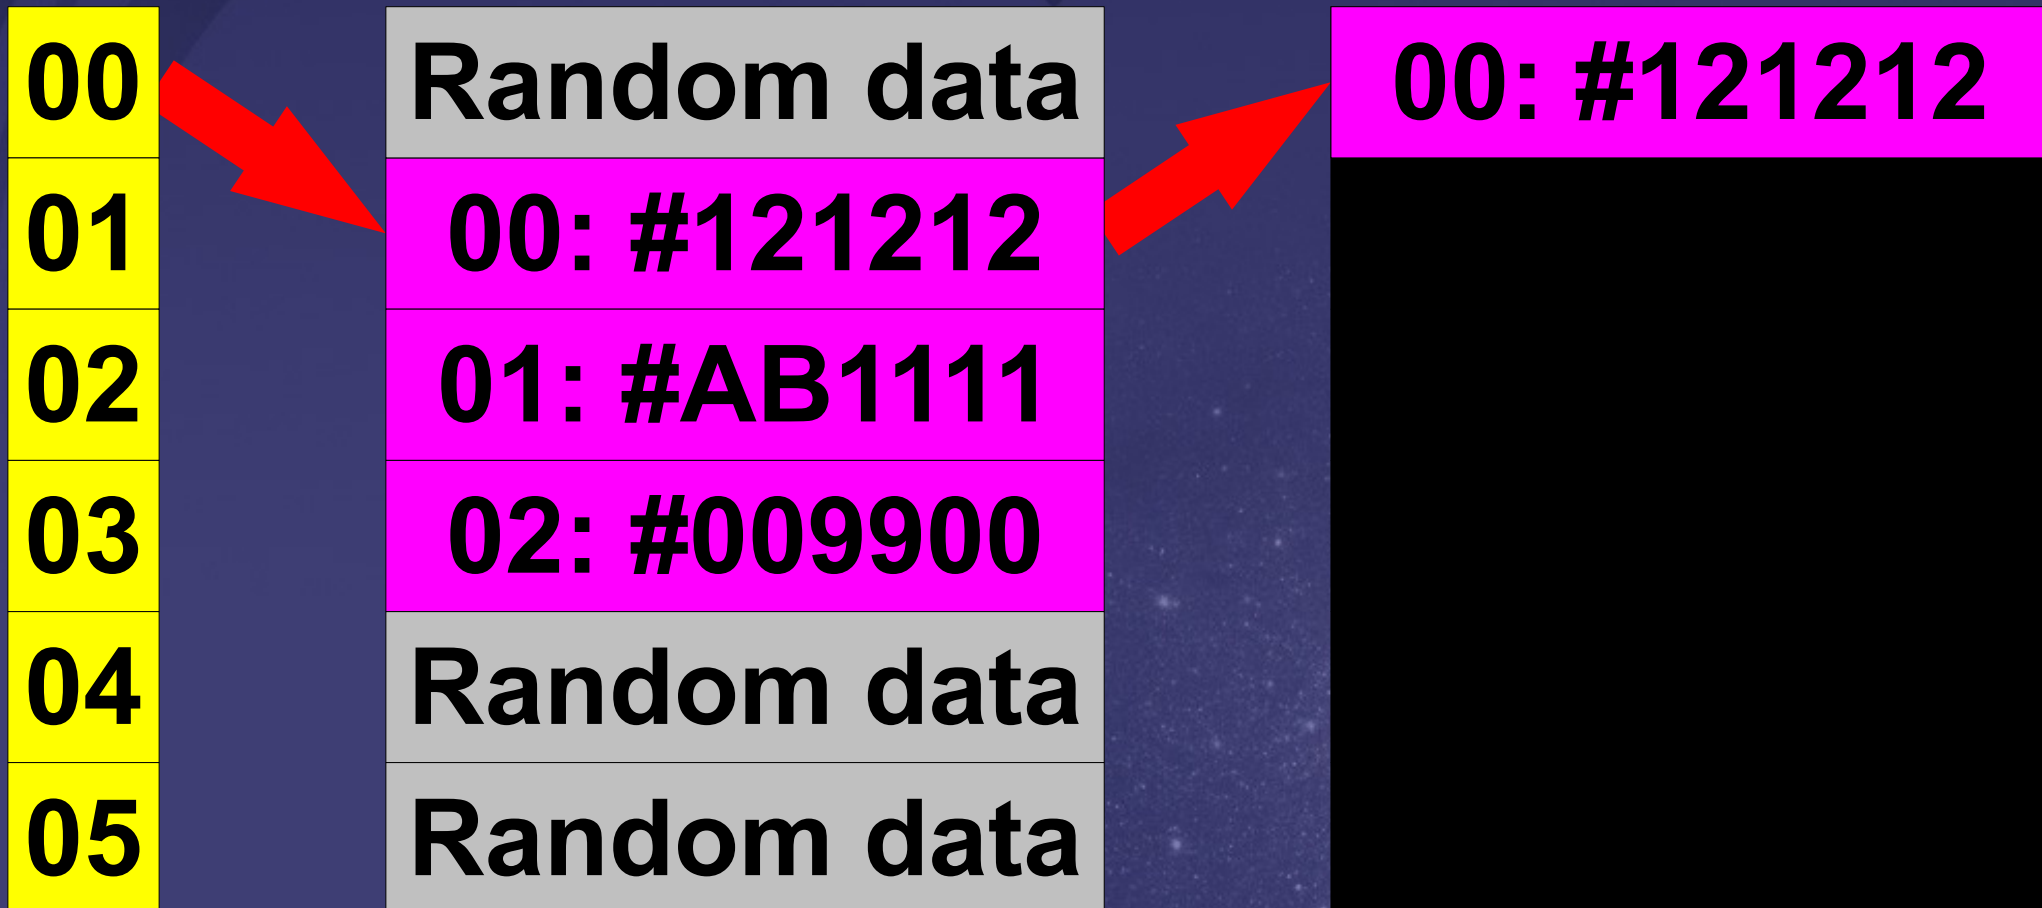 00 Random data 00: #121212
01 00: #121212
02 01: #AB1111
03 02: #009900
04 Random data
05 Random data